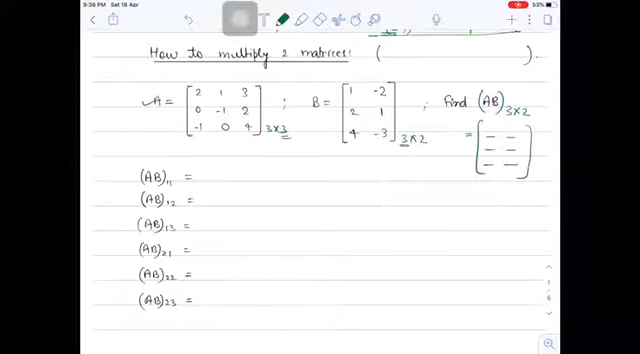 9:38 PM Sat 18 Apr 53%
How to multiply 2 matrices: ( )..
A = [ 2 1 3 ; B = [ 1 -2 ; Find (AB)3×2
0 -1 2 2 1
-1 0 4 ]3×3 4 -3 ]3×2 = [ — —
— —
— — ]
(AB)11 =
(AB)12 =
(AB)13 =
(AB)21 =
(AB)22 =
(AB)23 =
1
6